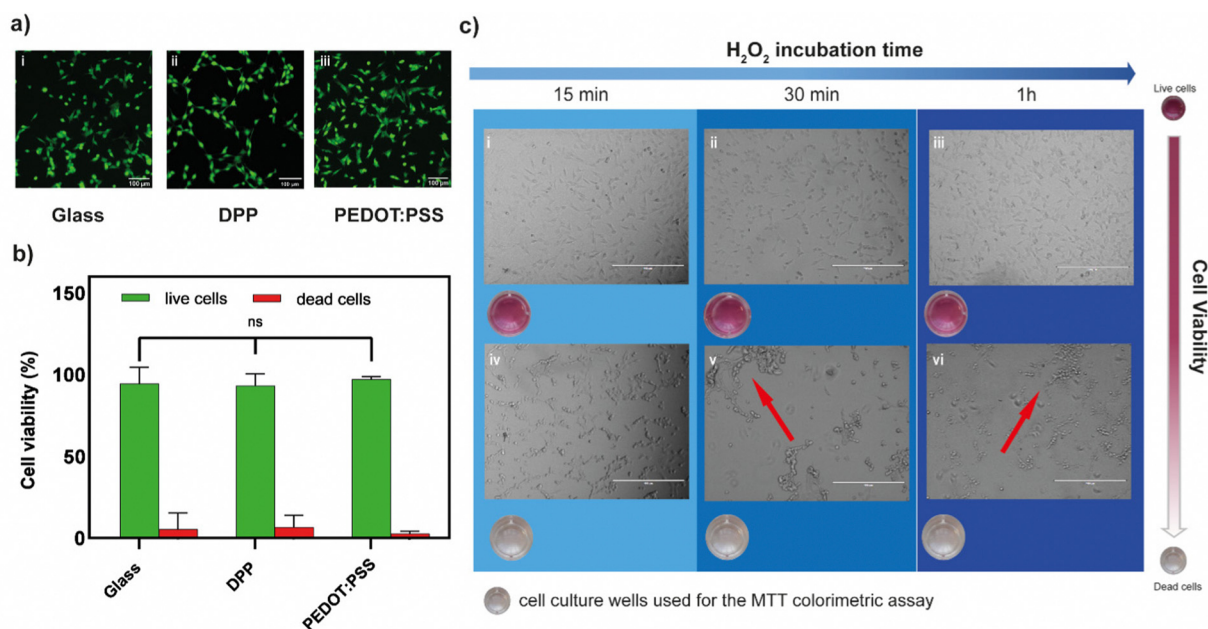 a)
i
ii
iii
100 µm
100 µm
100 µm
Glass
DPP
PEDOT:PSS
b)
Cell viability (%)
150
100
50
0
live cells
dead cells
ns
Glass
DPP
PEDOT:PSS
c)
H₂O₂ incubation time
15 min
30 min
1h
i
ii
iii
iv
v
vi
Live cells
Cell Viability
Dead cells
cell culture wells used for the MTT colorimetric assay